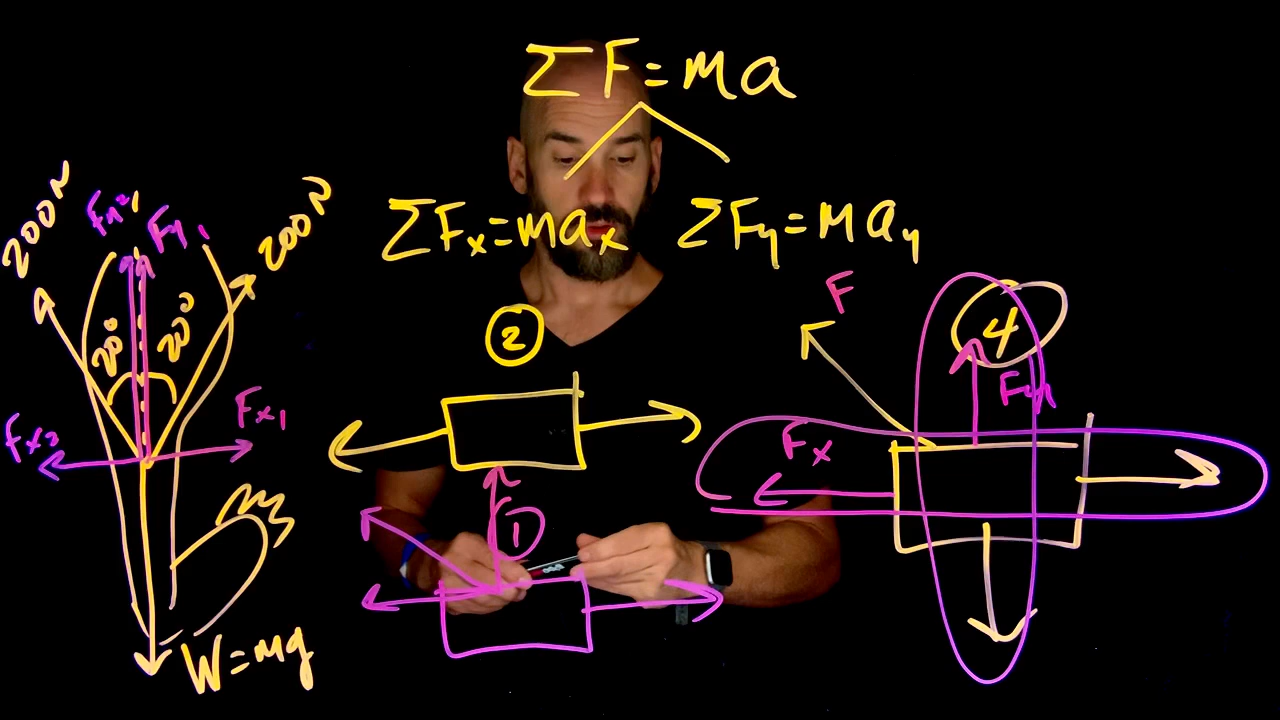 ΣF=ma
ΣFx=max
ΣFy=may
200N
Fy2
Fy1
200N
20°
20°
Fx2
Fx1
W=mg
2
1
F
4
Fy
Fx